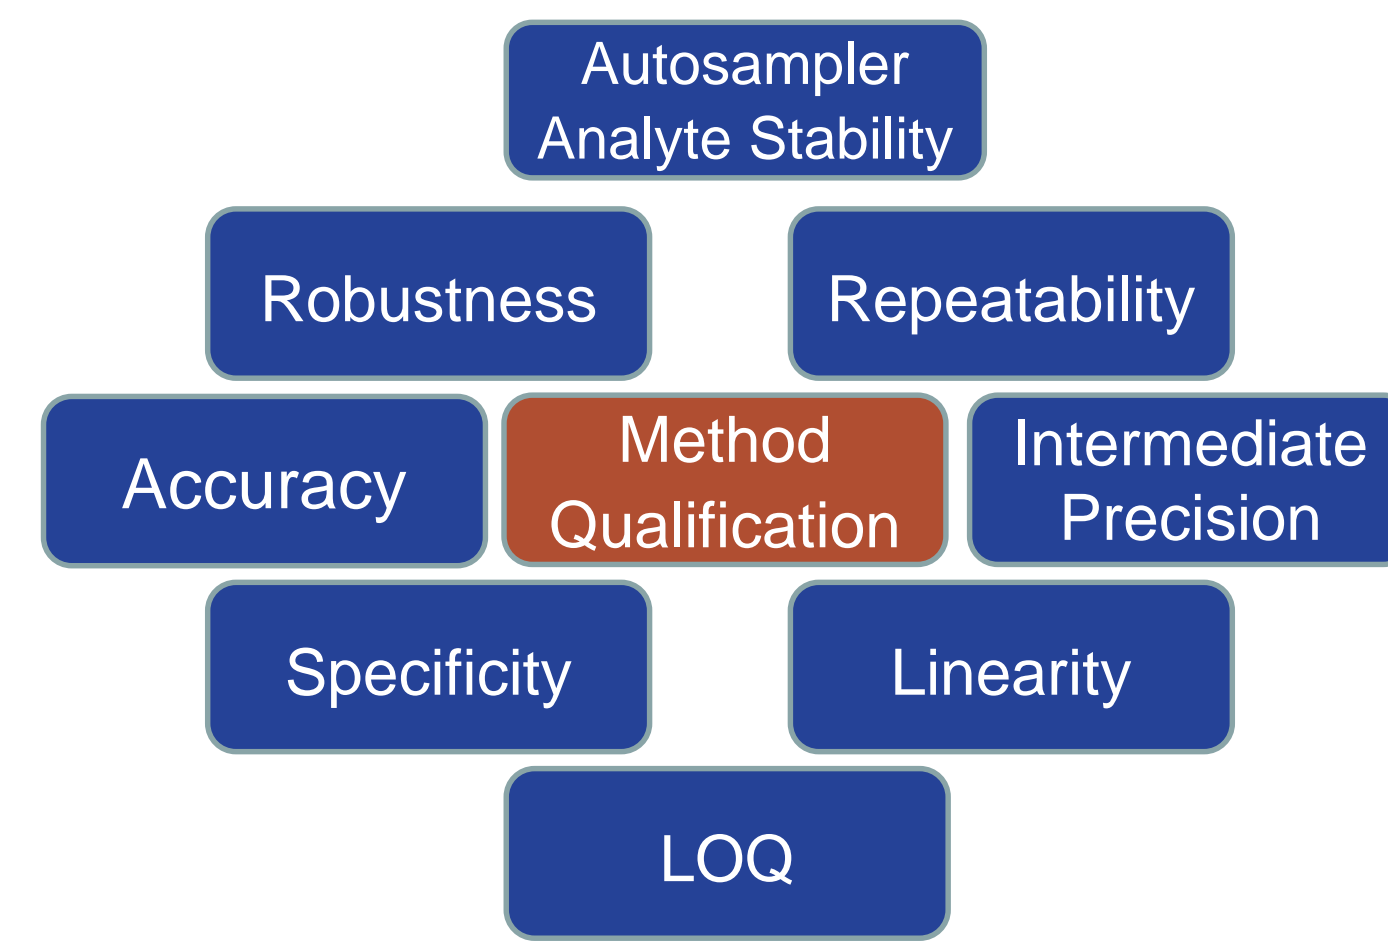 Autosampler
Analyte Stability
Robustness
Repeatability
Accuracy
Method
Qualification
Intermediate
Precision
Specificity
Linearity
LOQ